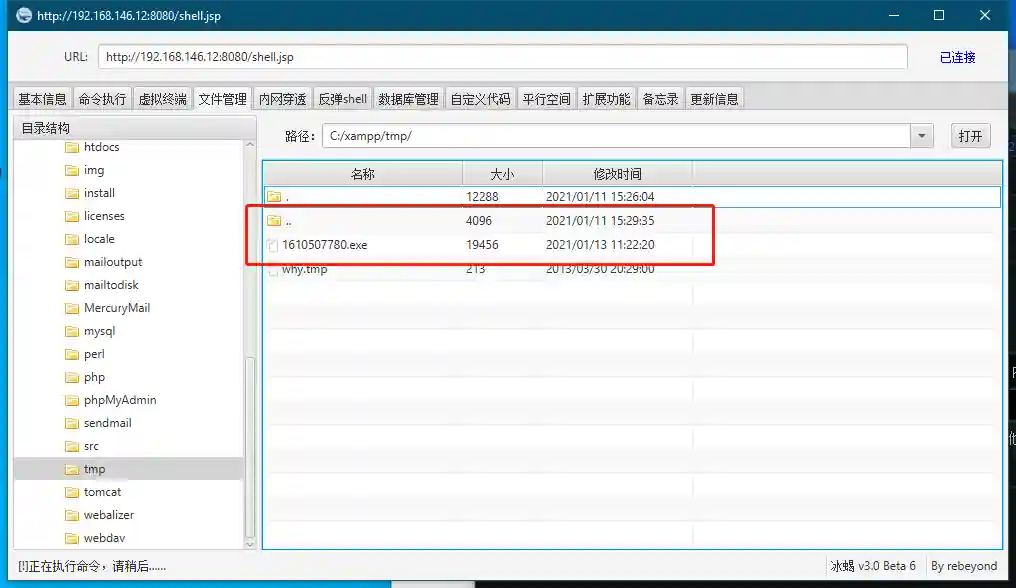 http://192.168.146.12:8080/shell.jsp
URL: http://192.168.146.12:8080/shell.jsp 已连接
基本信息 命令执行 虚拟终端 文件管理 内网穿透 反弹shell 数据库管理 自定义代码 平行空间 扩展功能 备忘录 更新信息
目录结构
htdocs
img
install
licenses
locale
mailoutput
mailtodisk
MercuryMail
mysql
perl
php
phpMyAdmin
sendmail
src
tmp
tomcat
webalizer
webdav
路径: C:/xampp/tmp/ 打开
名称 大小 修改时间
. 12288 2021/01/11 15:26:04
.. 4096 2021/01/11 15:29:35
1610507780.exe 19456 2021/01/13 11:22:20
why.tmp 213 2013/03/30 20:29:00
[!]正在执行命令，请稍后...... 冰蝎 v3.0 Beta 6 By rebeyond